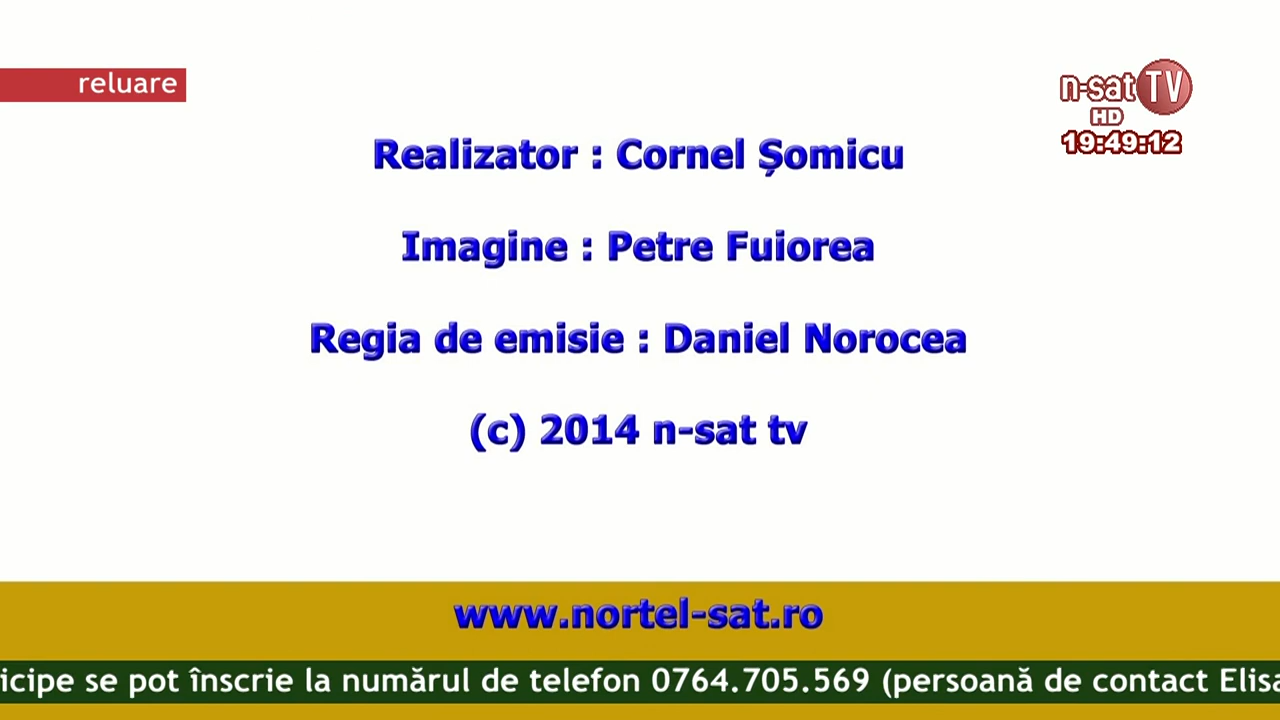 reluare
n-sat TV
HD
19:49:12
Realizator : Cornel Șomicu
Imagine : Petre Fuiorea
Regia de emisie : Daniel Norocea
(c) 2014 n-sat tv
www.nortel-sat.ro
icipe se pot înscrie la numărul de telefon 0764.705.569 (persoană de contact Elisa